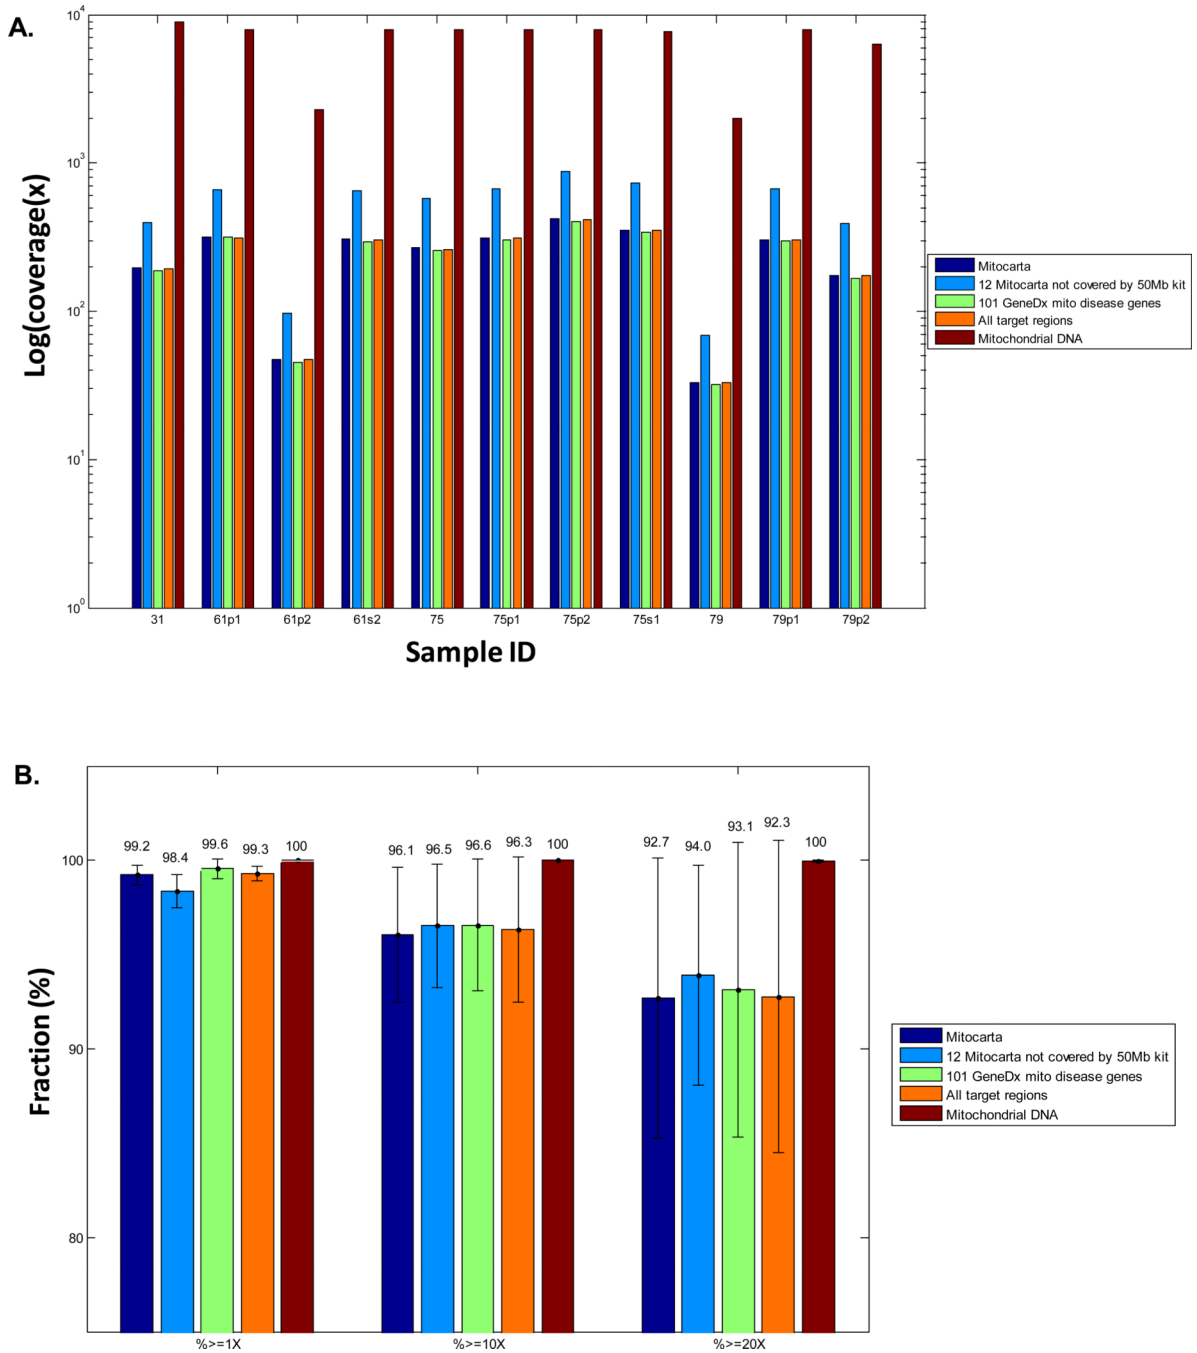 A.
Log(coverage(x)
10^4
10^3
10^2
10^1
10^0
31 61p1 61p2 61s2 75 75p1 75p2 75s1 79 79p1 79p2
Sample ID
Mitocarta
12 Mitocarta not covered by 50Mb kit
101 GeneDx mito disease genes
All target regions
Mitochondrial DNA
B.
Fraction (%)
100
90
80
99.2 98.4 99.6 99.3 100
96.1 96.5 96.6 96.3 100
92.7 94.0 93.1 92.3 100
%>=1X %>=10X %>=20X
Mitocarta
12 Mitocarta not covered by 50Mb kit
101 GeneDx mito disease genes
All target regions
Mitochondrial DNA